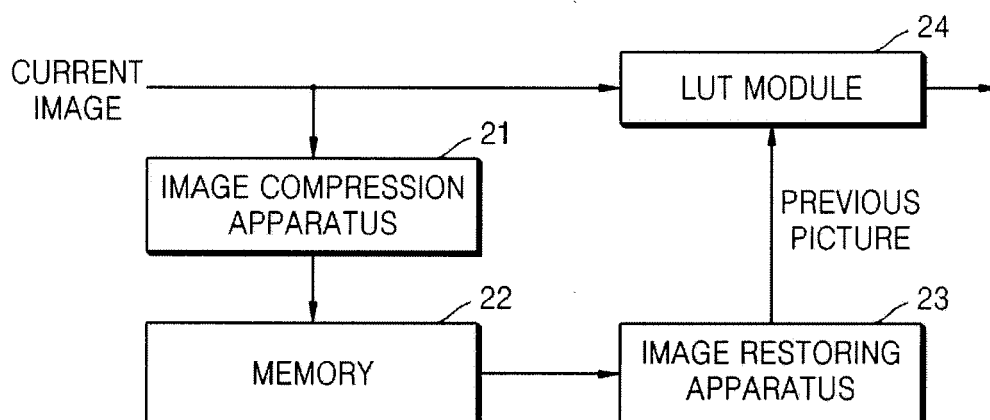 24
CURRENT
IMAGE
LUT MODULE
21
IMAGE COMPRESSION
APPARATUS
PREVIOUS
PICTURE
22
23
MEMORY
IMAGE RESTORING
APPARATUS